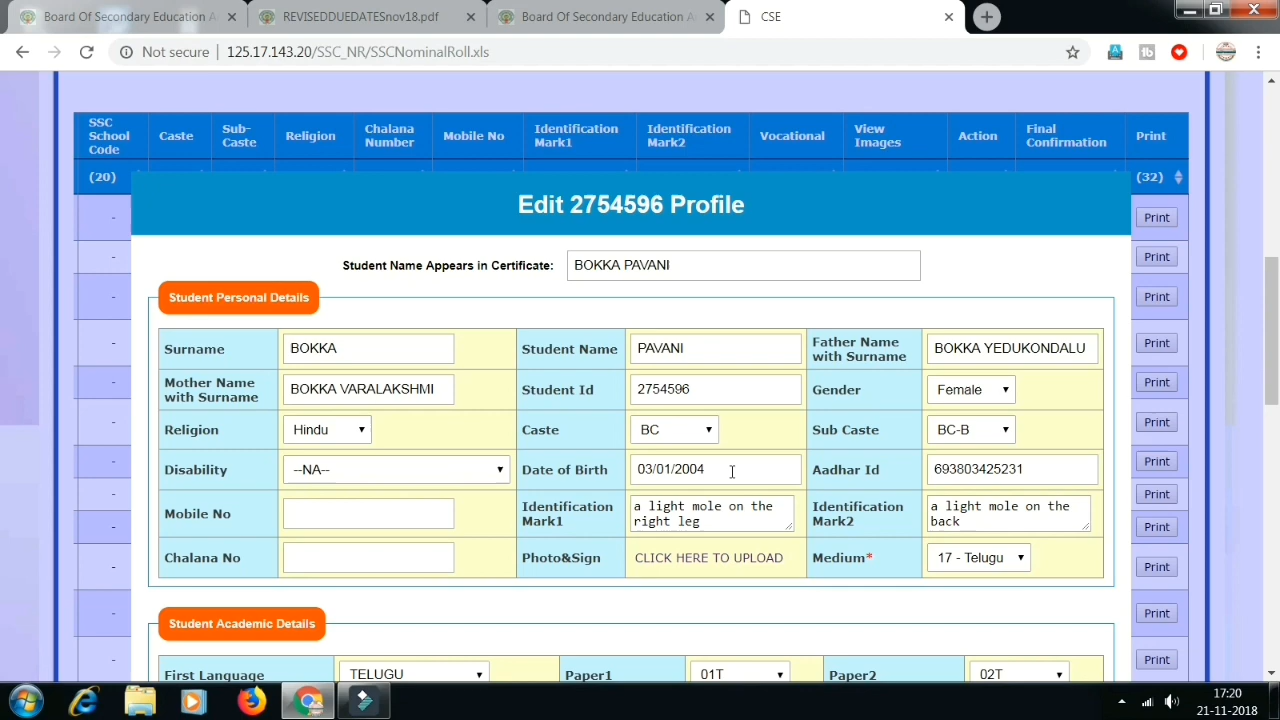 Board Of Secondary Education A
REVISEDDUEDATESnov18.pdf
Board Of Secondary Education A
CSE
Not secure | 125.17.143.20/SSC_NR/SSCNominalRoll.xls
SSC School Code
Caste
Sub-Caste
Religion
Chalana Number
Mobile No
Identification Mark1
Identification Mark2
Vocational
View Images
Action
Final Confirmation
Print
(20)
(32)
Edit 2754596 Profile
Print
Print
Student Name Appears in Certificate: BOKKA PAVANI
Student Personal Details
Print
Surname BOKKA Student Name PAVANI Father Name with Surname BOKKA YEDUKONDALU
Print
Mother Name with Surname BOKKA VARALAKSHMI Student Id 2754596 Gender Female
Print
Religion Hindu Caste BC Sub Caste BC-B
Print
Disability --NA-- Date of Birth 03/01/2004 Aadhar Id 693803425231
Print
Print
Mobile No Identification Mark1 a light mole on the right leg Identification Mark2 a light mole on the back
Print
Chalana No Photo&Sign CLICK HERE TO UPLOAD Medium* 17 - Telugu
Print
Student Academic Details
Print
Print
First Language TELUGU Paper1 01T Paper2 02T
17:20
21-11-2018